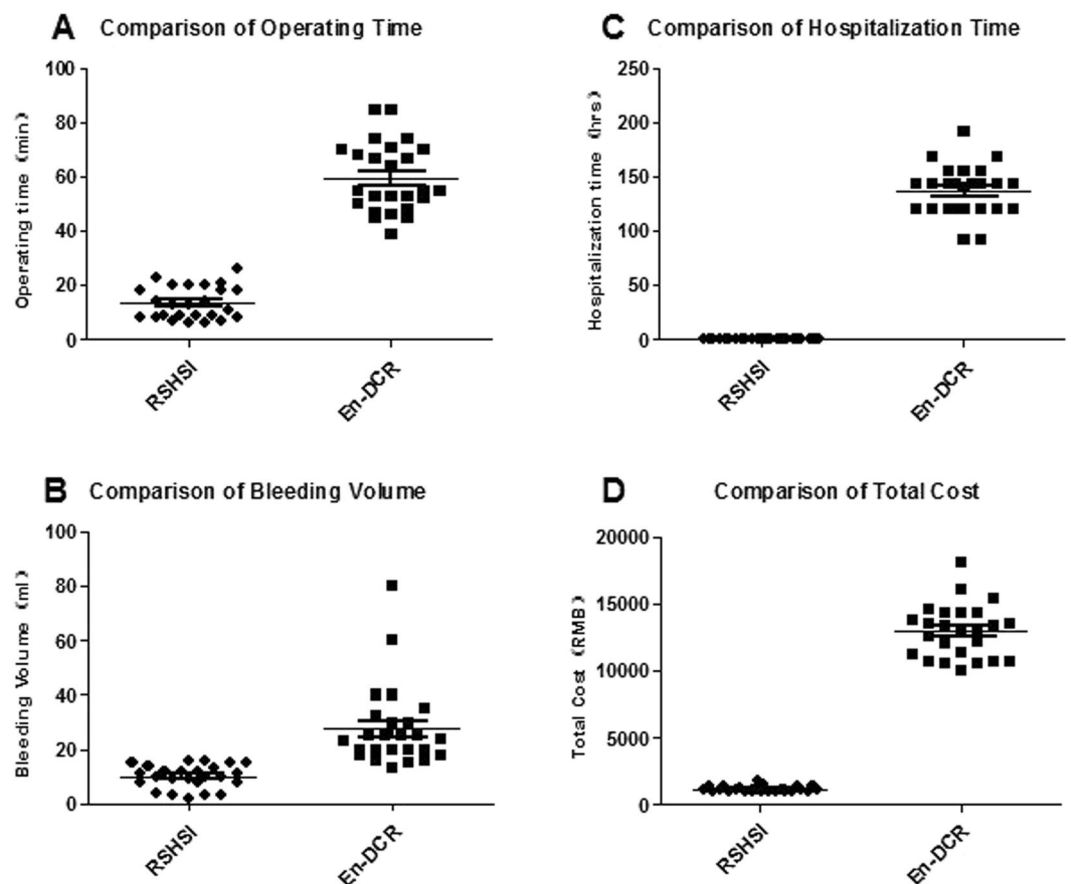 A Comparison of Operating Time
100
80
60
40
20
0
Operating time (min)
RSHSI
En-DCR
C Comparison of Hospitalization Time
250
200
150
100
50
0
Hospitalization time (hrs)
RSHSI
En-DCR
B Comparison of Bleeding Volume
100
80
60
40
20
0
Bleeding Volume (ml)
RSHSI
En-DCR
D Comparison of Total Cost
20000
15000
10000
5000
0
Total Cost (RMB)
RSHSI
En-DCR